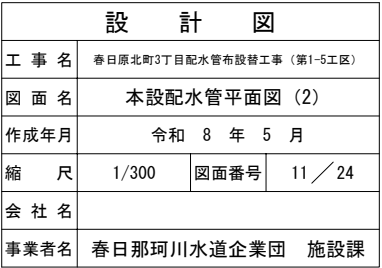 設 計 図
工 事 名 春日原北町3丁目配水管布設替工事（第1-5工区）
図 面 名 本設配水管平面図（2）
作成年月 令和 8 年 5 月
縮 尺 1/300 図面番号 11／24
会 社 名
事業者名 春日那珂川水道企業団 施設課